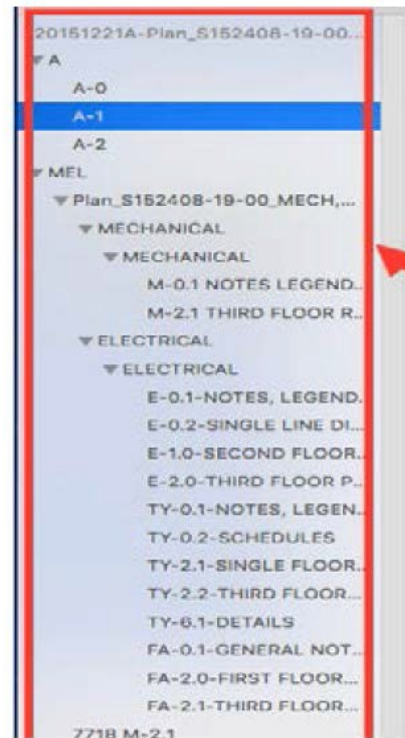 20151221A-Plan_S152408-19-00...
A
A-0
A-1
A-2
MEL
Plan_S152408-19-00_MECH,...
MECHANICAL
MECHANICAL
M-0.1 NOTES LEGEND..
M-2.1 THIRD FLOOR R...
ELECTRICAL
ELECTRICAL
E-0.1-NOTES, LEGEND.
E-0.2-SINGLE LINE DI...
E-1.0-SECOND FLOOR..
E-2.0-THIRD FLOOR P..
TY-0.1-NOTES, LEGEN..
TY-0.2-SCHEDULES
TY-2.1-SINGLE FLOOR..
TY-2.2-THIRD FLOOR...
TY-6.1-DETAILS
FA-0.1-GENERAL NOT...
FA-2.0-FIRST FLOOR...
FA-2.1-THIRD FLOOR...
7718 M-2.1